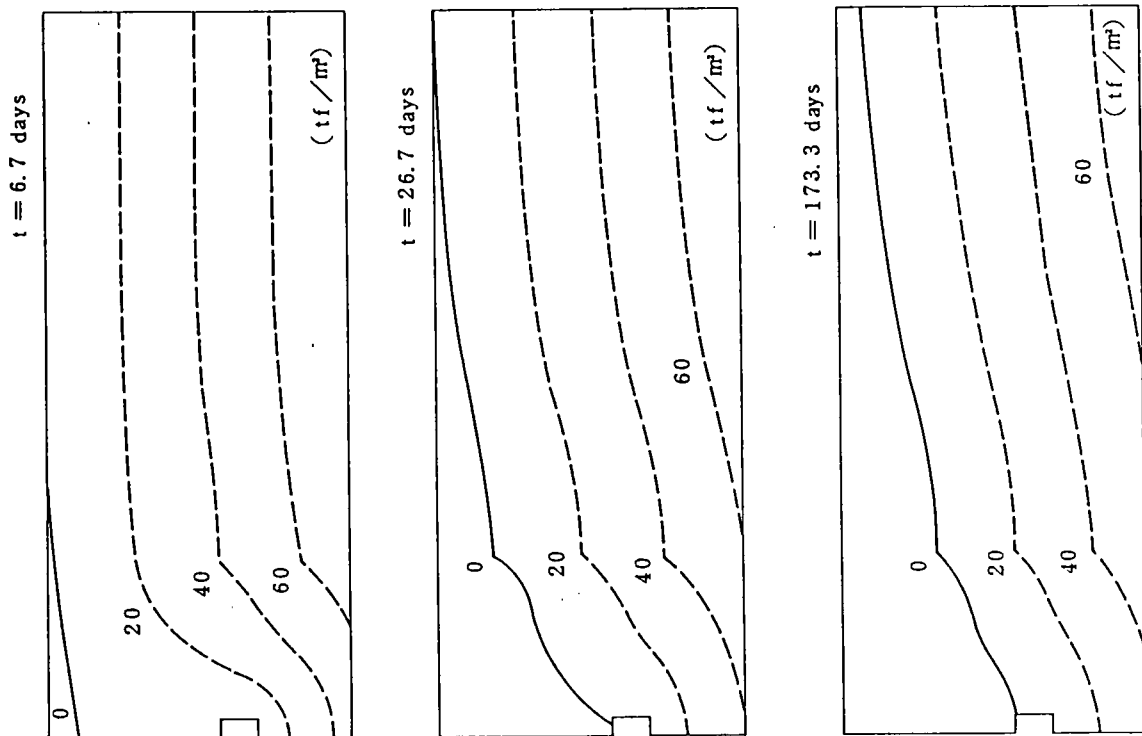 t = 6.7 days
0
20
40
60
(tf/m²)
t = 26.7 days
0
20
40
60
(tf/m²)
t = 173.3 days
0
20
40
60
(tf/m²)